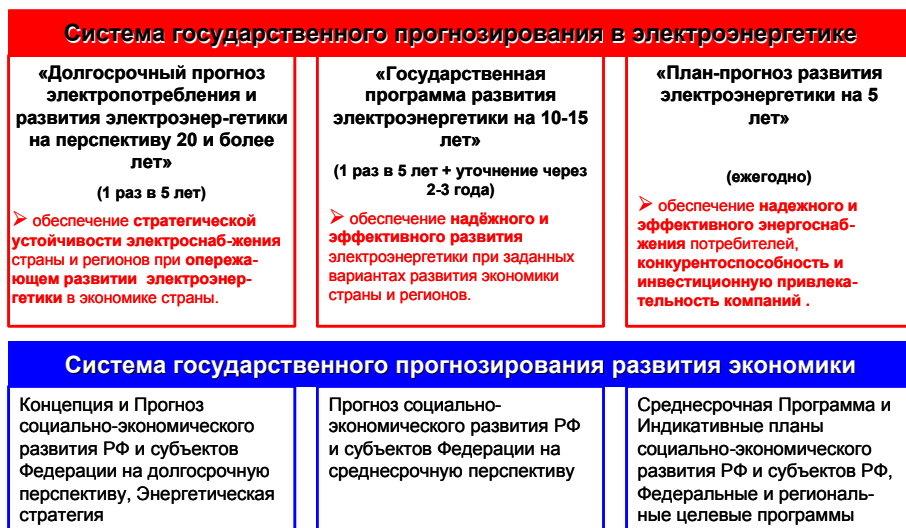 Система государственного прогнозирования в электроэнергетике
«Долгосрочный прогноз
электропотребления и
развития электроэнер-гетики
на перспективу 20 и более
лет»
(1 раз в 5 лет)
➢ обеспечение стратегической
устойчивости электроснаб-жения
страны и регионов при опережа-
ющем развитии электроэнер-
гетики в экономике страны.
«Государственная
программа развития
электроэнергетики на 10-15
лет»
(1 раз в 5 лет + уточнение через
2-3 года)
➢ обеспечение надёжного и
эффективного развития
электроэнергетики при заданных
вариантах развития экономики
страны и регионов.
«План-прогноз развития
электроэнергетики на 5
лет»
(ежегодно)
➢ обеспечение надежного и
эффективного энергоснаб-
жения потребителей,
конкурентоспособность и
инвестиционную привлека-
тельность компаний .
Система государственного прогнозирования развития экономики
Концепция и Прогноз
социально-экономического
развития РФ и субъектов
Федерации на долгосрочную
перспективу, Энергетическая
стратегия
Прогноз социально-
экономического развития РФ
и субъектов Федерации на
среднесрочную перспективу
Среднесрочная Программа и
Индикативные планы
социально-экономического
развития РФ и субъектов РФ,
Федеральные и региональ-
ные целевые программы